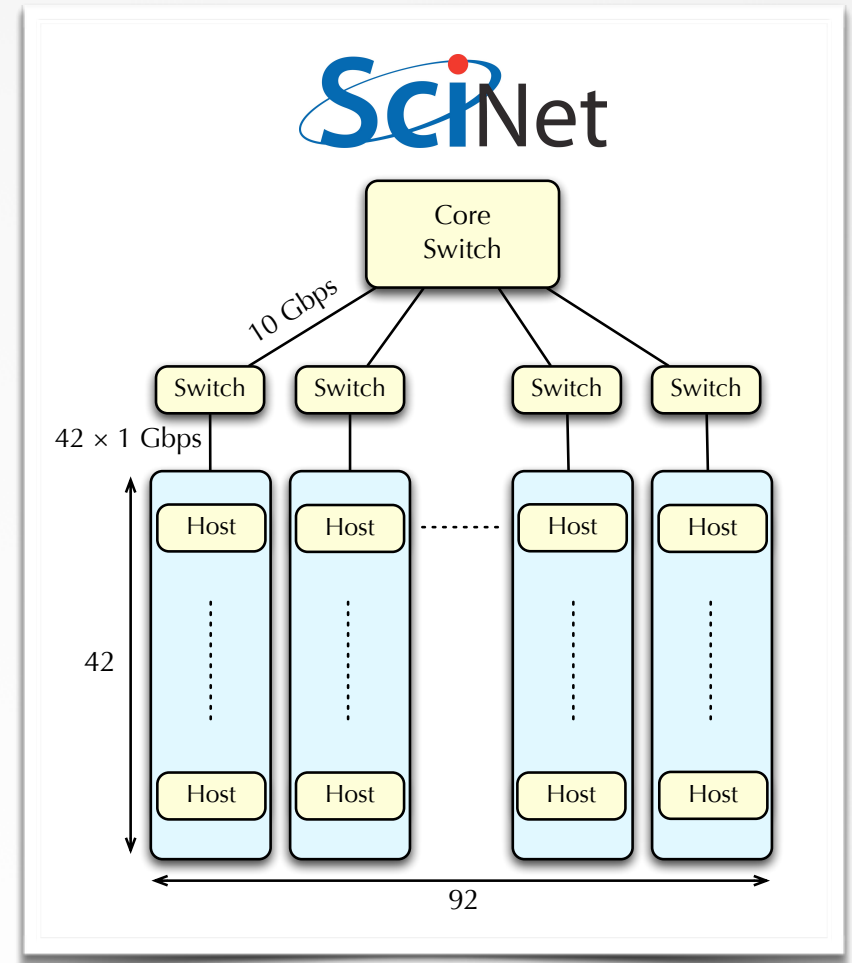 SciNet
Core
Switch
10 Gbps
Switch Switch Switch Switch
42 × 1 Gbps
Host Host Host Host
42
Host Host Host Host
92